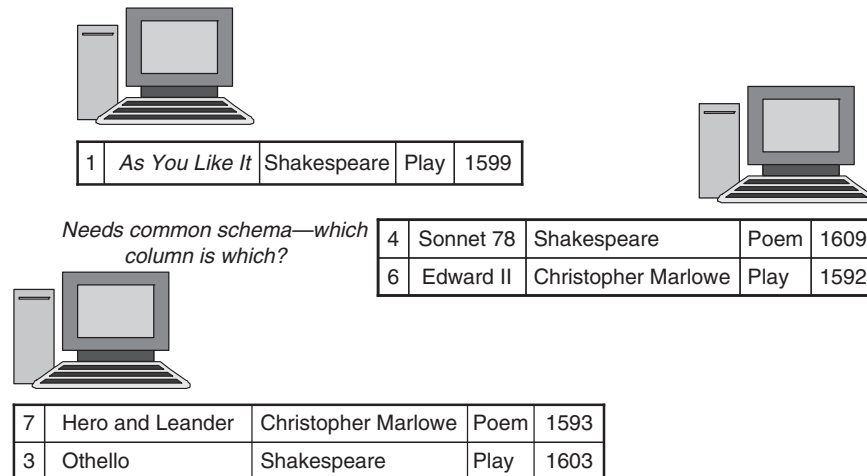 1 As You Like It Shakespeare Play 1599
Needs common schema—which
column is which?
4 Sonnet 78 Shakespeare Poem 1609
6 Edward II Christopher Marlowe Play 1592
7 Hero and Leander Christopher Marlowe Poem 1593
3 Othello Shakespeare Play 1603